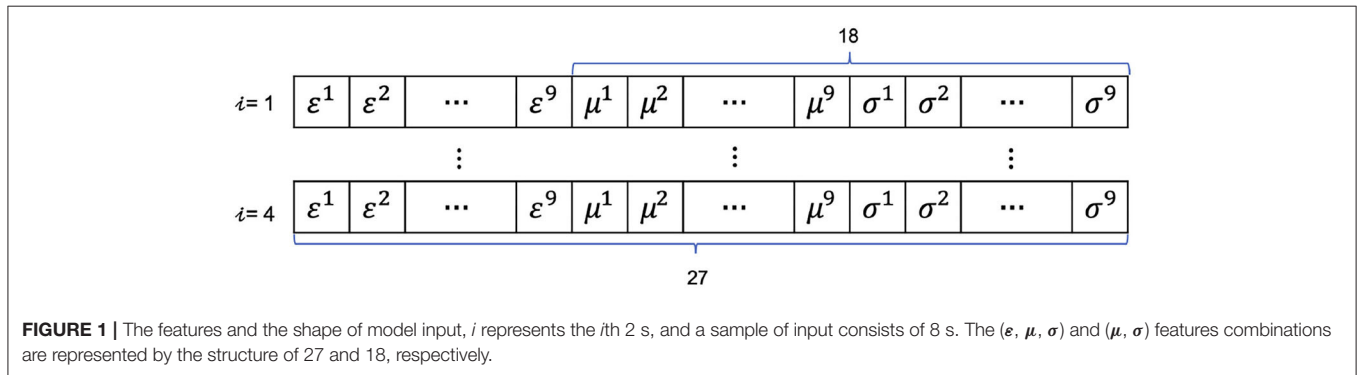 18
i= 1 ε¹ ε² ... ε⁹ μ¹ μ² ... μ⁹ σ¹ σ² ... σ⁹
⋮ ⋮ ⋮
i= 4 ε¹ ε² ... ε⁹ μ¹ μ² ... μ⁹ σ¹ σ² ... σ⁹
27
FIGURE 1 | The features and the shape of model input, i represents the ith 2 s, and a sample of input consists of 8 s. The (ε, μ, σ) and (μ, σ) features combinations
are represented by the structure of 27 and 18, respectively.